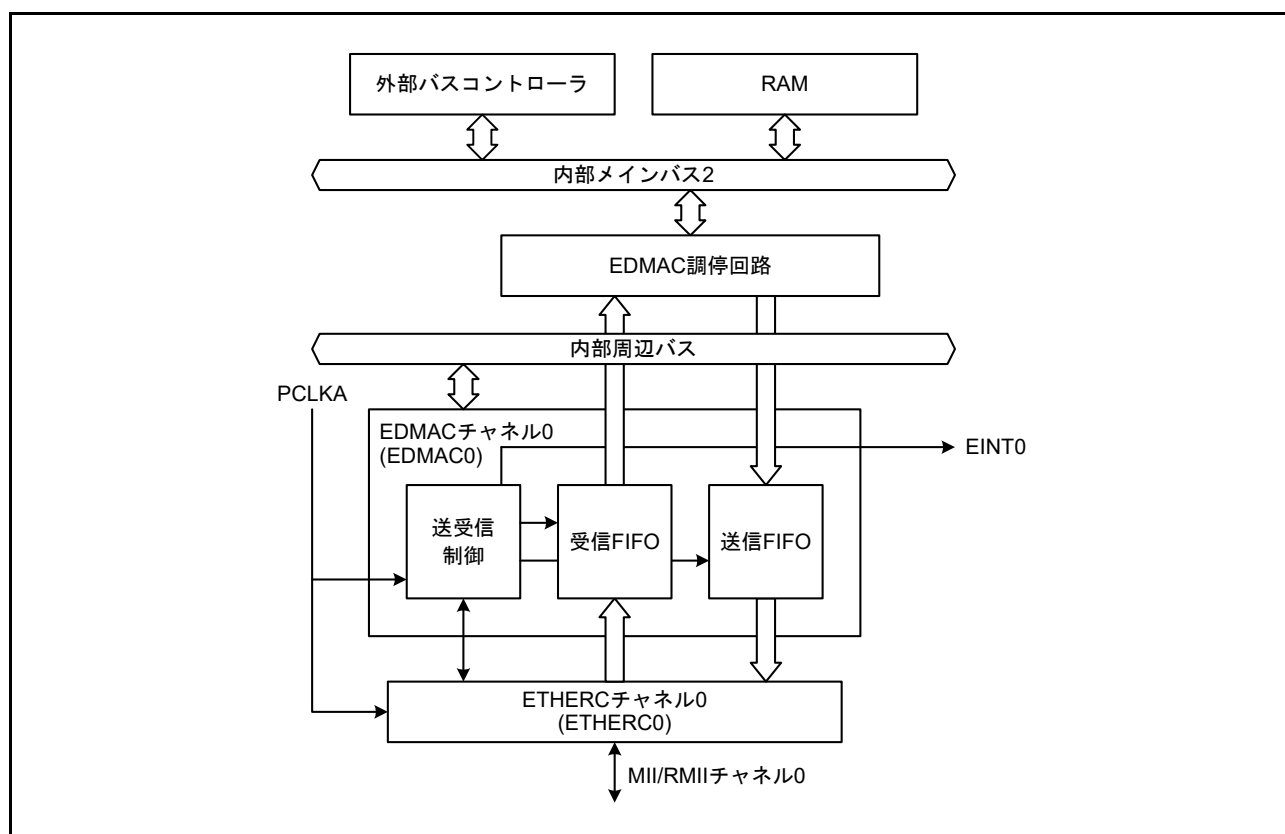 外部バスコントローラ
RAM
内部メインバス2
EDMAC調停回路
内部周辺バス
PCLKA
EDMACチャネル0
(EDMAC0)
EINT0
送受信
制御
受信FIFO
送信FIFO
ETHERCチャネル0
(ETHERC0)
MII/RMIIチャネル0